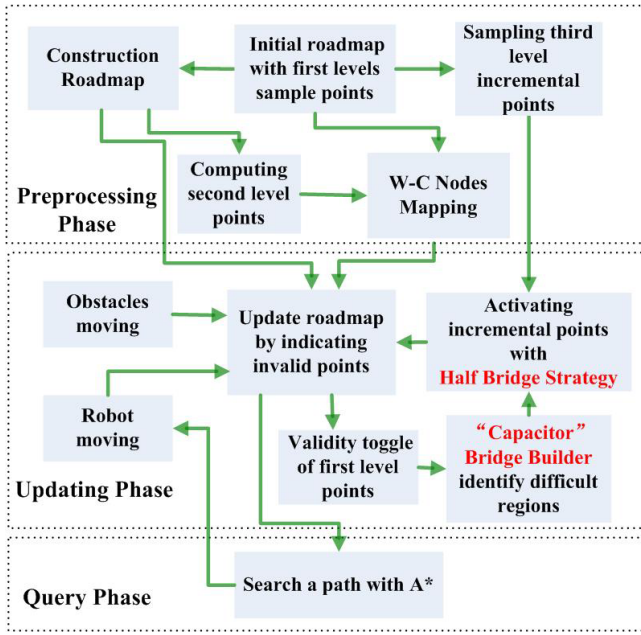 Construction
Roadmap
Initial roadmap
with first levels
sample points
Sampling third
level
incremental
points
Computing
second level
points
W-C Nodes
Mapping
Preprocessing
Phase
Obstacles
moving
Update roadmap
by indicating
invalid points
Activating
incremental points
with
Half Bridge Strategy
Robot
moving
Validity toggle
of first level
points
“Capacitor”
Bridge Builder
identify difficult
regions
Updating Phase
Search a path with A*
Query Phase